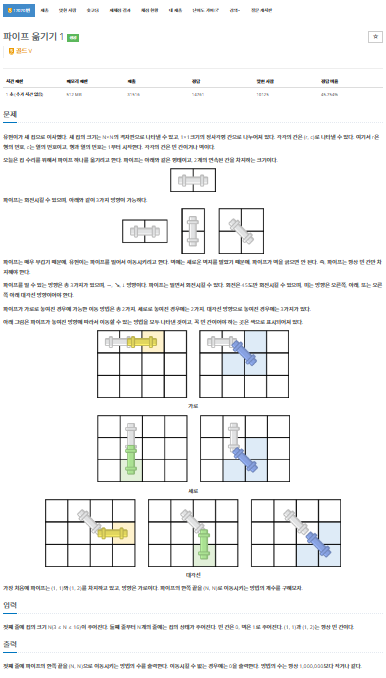 파이프 옮기기 1
골드 V
시간 제한 메모리 제한 제출 정답 맞힌 사람 정답 비율
1 초 (추가 시간 없음) 512 MB
문제
유현이가 새 집으로 이사했다. 새 집의 크기는 N×N의 격자판으로 나타낼 수 있고, 1×1크기의 정사각형 칸으로 나누어져 있다. 각각의 칸은 (r, c)로 나타낼 수 있다. 여기서 r은
행의 번호, c는 열의 번호이고, 행과 열의 번호는 1부터 시작한다. 각각의 칸은 빈 칸이거나 벽이다.
오늘은 집 수리를 위해서 파이프 하나를 옮기려고 한다. 파이프는 아래와 같은 형태이고, 2개의 연속된 칸을 차지하는 크기이다.
파이프는 회전시킬 수 있으며, 아래와 같이 3가지 방향이 가능하다.
파이프는 매우 무겁기 때문에, 유현이는 파이프를 밀어서 이동시키려고 한다. 벽에는 새로운 벽지를 발랐기 때문에, 파이프가 벽을 긁으면 안 된다. 즉, 파이프는 항상 빈 칸만 차
지해야 한다.
파이프를 밀 수 있는 방향은 총 3가지가 있으며, →, ↘, ↓ 방향이다. 파이프는 밀면서 회전시킬 수 있다. 회전은 45도만 회전시킬 수 있으며, 미는 방향은 오른쪽, 아래, 또는 오른
쪽 아래 대각선 방향이어야 한다.
파이프가 가로로 놓여진 경우에 가능한 이동 방법은 총 2가지, 세로로 놓여진 경우에는 2가지, 대각선 방향으로 놓여진 경우에는 3가지가 있다.
아래 그림은 파이프가 놓여진 방향에 따라서 이동할 수 있는 방법을 모두 나타낸 것이고, 꼭 빈 칸이어야 하는 곳은 색으로 표시되어져 있다.
가로
세로
대각선
가장 처음에 파이프는 (1, 1)와 (1, 2)를 차지하고 있고, 방향은 가로이다. 파이프의 한쪽 끝을 (N, N)로 이동시키는 방법의 개수를 구해보자.
입력
첫째 줄에 집의 크기 N(3 ≤ N ≤ 16)이 주어진다. 둘째 줄부터 N개의 줄에는 집의 상태가 주어진다. 빈 칸은 0, 벽은 1로 주어진다. (1, 1)과 (1, 2)는 항상 빈 칸이다.
출력
첫째 줄에 파이프의 한쪽 끝을 (N, N)으로 이동시키는 방법의 수를 출력한다. 이동시킬 수 없는 경우에는 0을 출력한다. 방법의 수는 항상 1,000,000보다 작거나 같다.